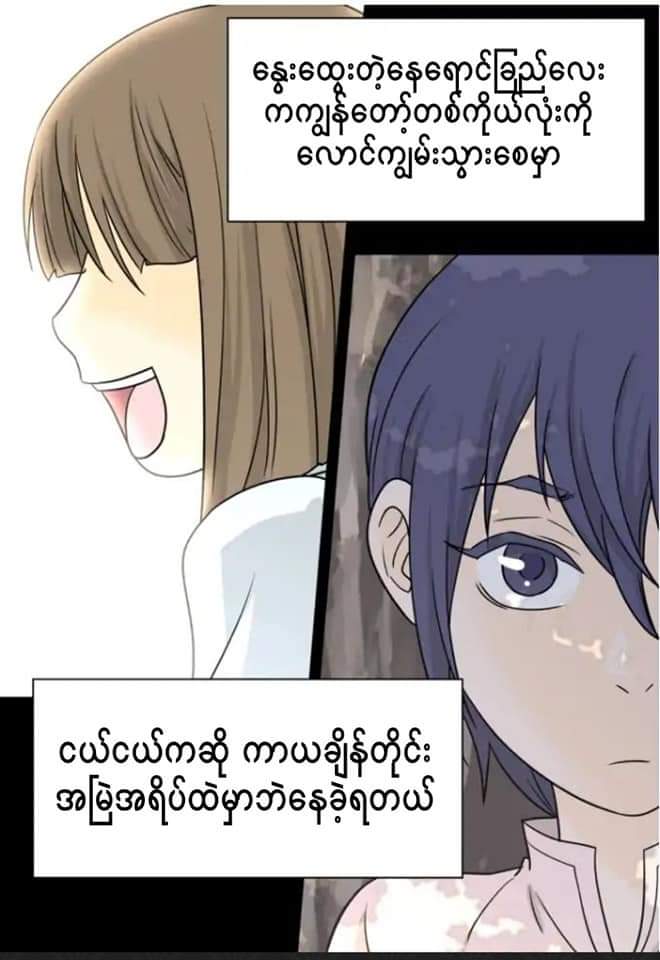 နွေးထွေးတဲ့နေရောင်ခြည်လေး
ကကျွန်တော့်တစ်ကိုယ်လုံးကို
လောင်ကျွမ်းသွားစေမှာ
ငယ်ငယ်ကဆို ကာယချိန်တိုင်း
အမြဲအရိပ်ထဲမှာဘဲနေခဲ့ရတယ်